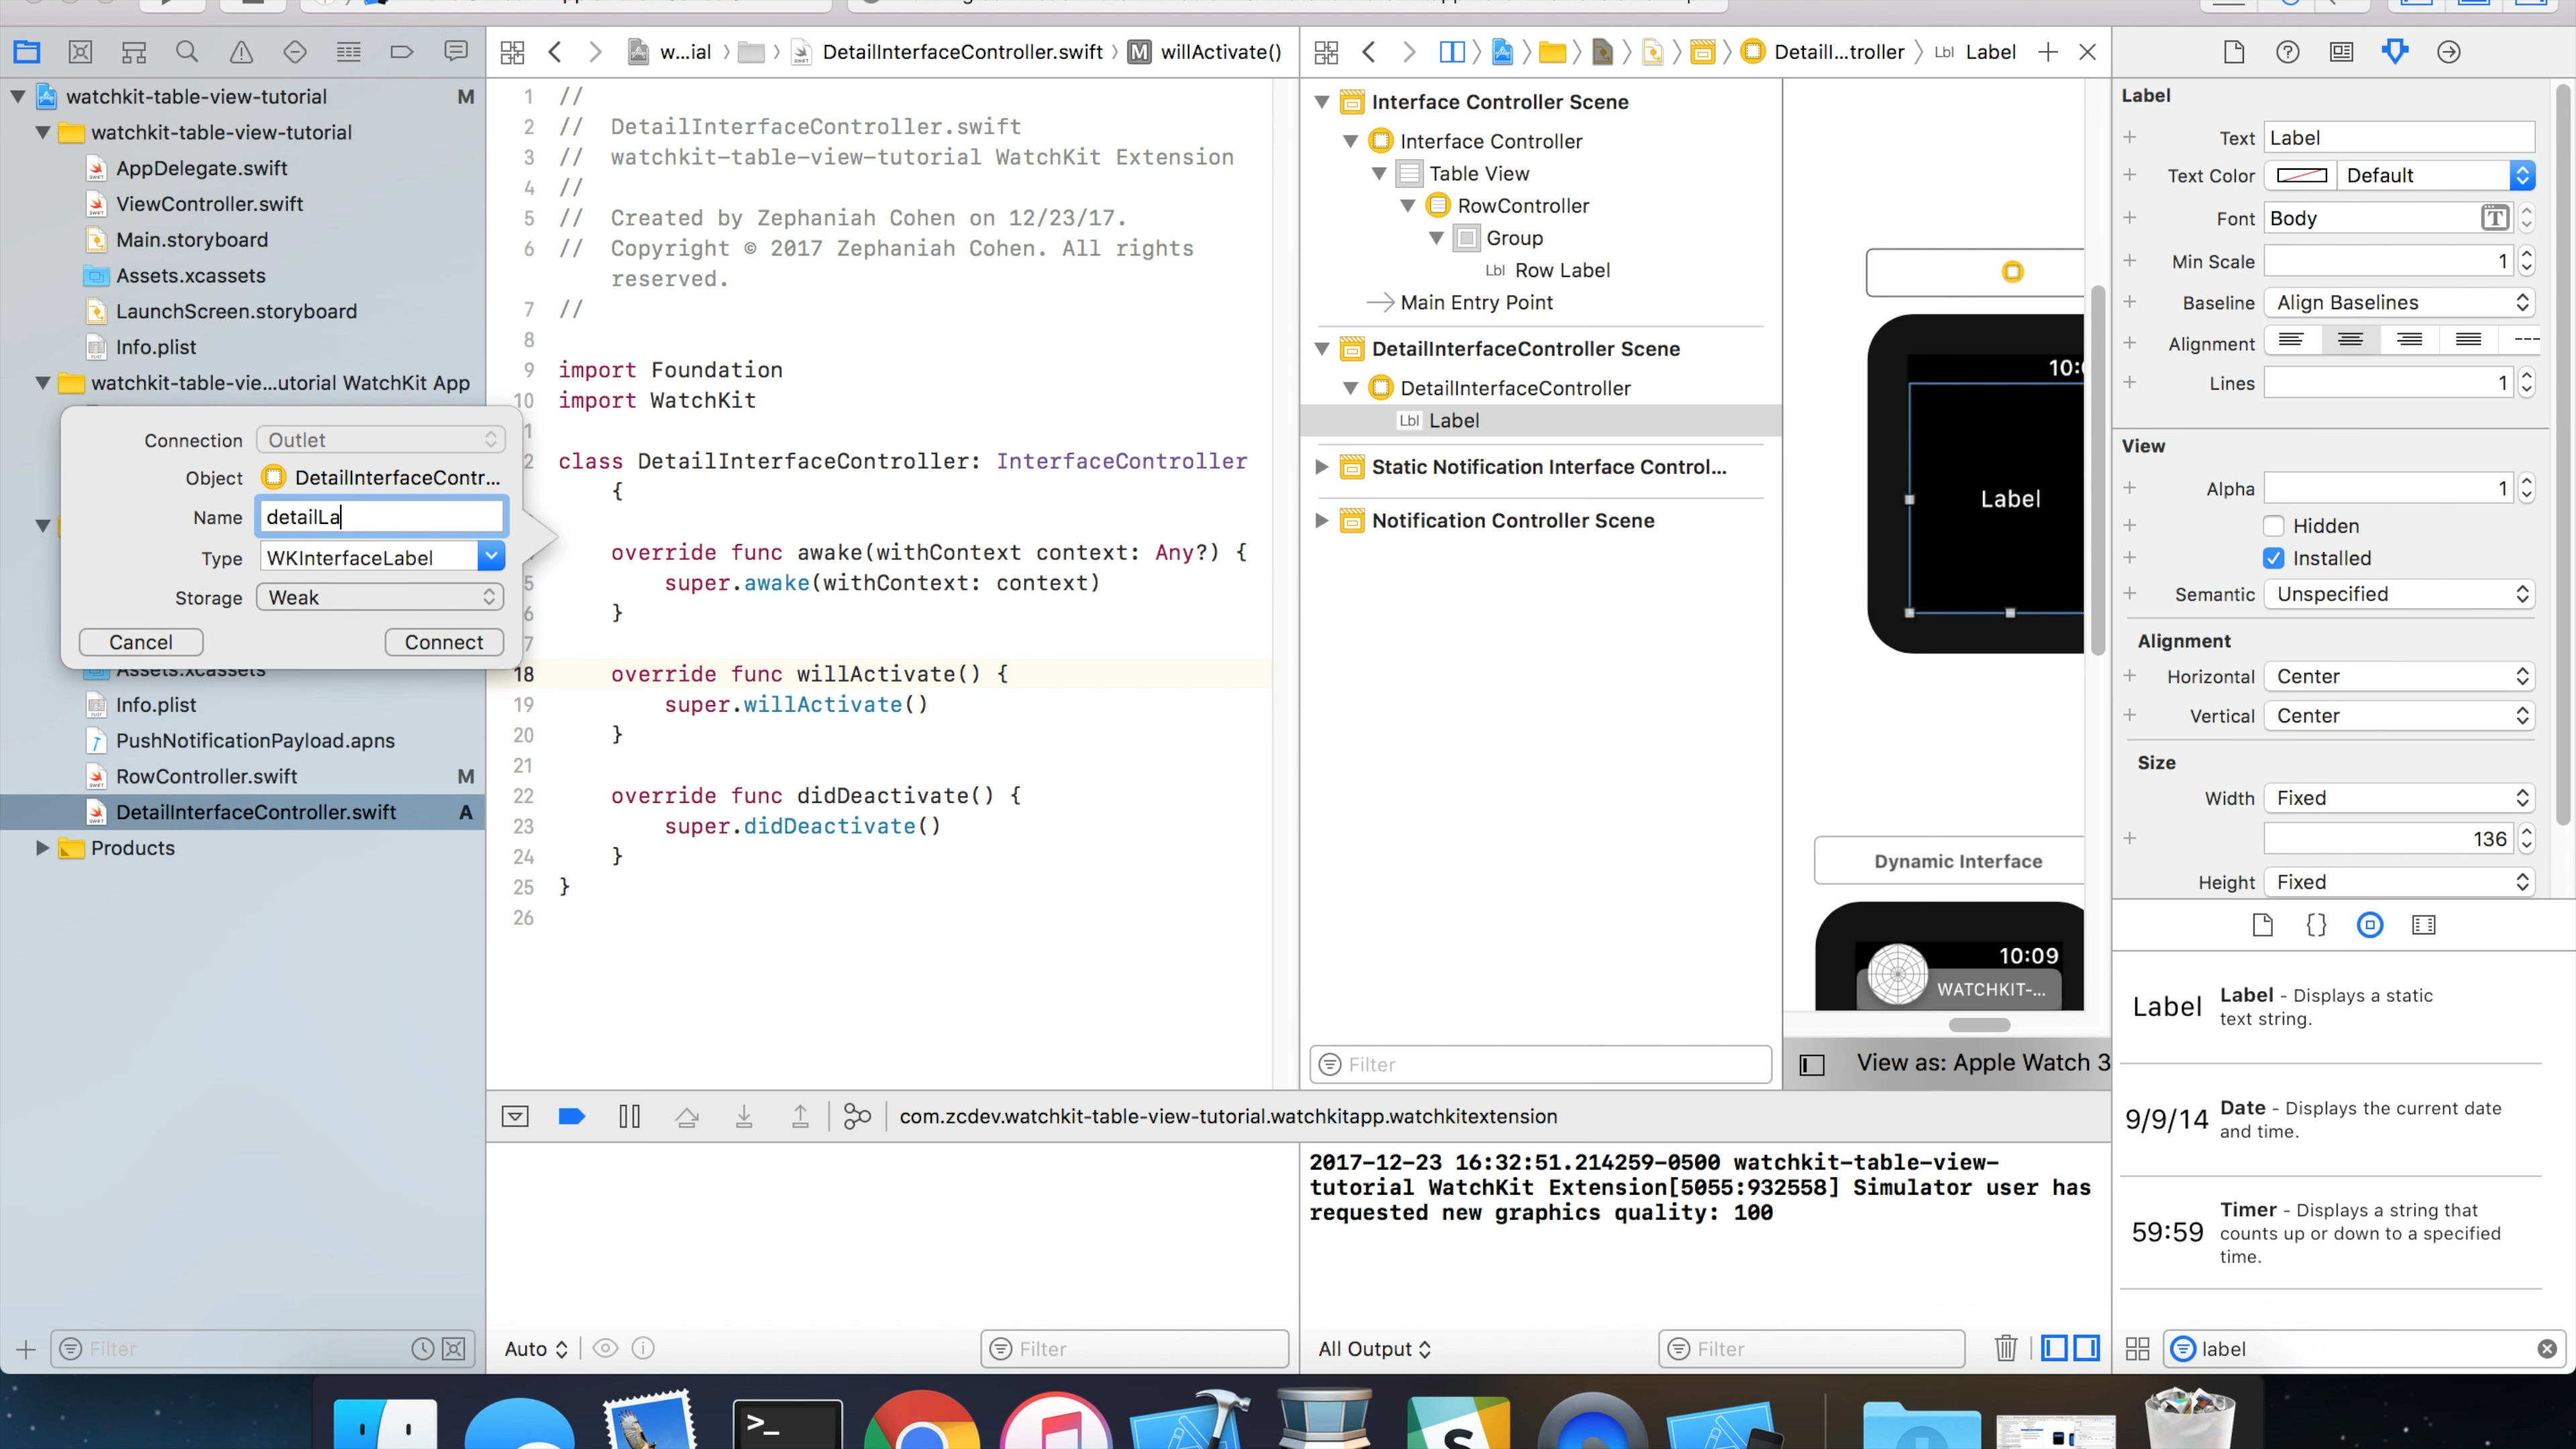 w...ial
DetailInterfaceController.swift
M willActivate()
Detail...troller
Lbl Label
watchkit-table-view-tutorial M
watchkit-table-view-tutorial
AppDelegate.swift
ViewController.swift
Main.storyboard
Assets.xcassets
LaunchScreen.storyboard
Info.plist
watchkit-table-vie...utorial WatchKit App
Connection Outlet
Object DetailInterfaceContr...
Name detailLa
Type WKInterfaceLabel
Storage Weak
Cancel Connect
Assets.xcassets
Info.plist
PushNotificationPayload.apns
RowController.swift M
DetailInterfaceController.swift A
Products
Filter
1 //
2 // DetailInterfaceController.swift
3 // watchkit-table-view-tutorial WatchKit Extension
4 //
5 // Created by Zephaniah Cohen on 12/23/17.
6 // Copyright © 2017 Zephaniah Cohen. All rights
reserved.
7 //
8
9 import Foundation
10 import WatchKit
1
2 class DetailInterfaceController: InterfaceController
{
override func awake(withContext context: Any?) {
5 super.awake(withContext: context)
6 }
7
18 override func willActivate() {
19 super.willActivate()
20 }
21
22 override func didDeactivate() {
23 super.didDeactivate()
24 }
25 }
26
Interface Controller Scene
Interface Controller
Table View
RowController
Group
Lbl Row Label
Main Entry Point
DetailInterfaceController Scene
DetailInterfaceController
Lbl Label
Static Notification Interface Control...
Notification Controller Scene
Filter
10:0
Label
Dynamic Interface
10:09
WATCHKIT-...
View as: Apple Watch 3
com.zcdev.watchkit-table-view-tutorial.watchkitapp.watchkitextension
2017-12-23 16:32:51.214259-0500 watchkit-table-view-
tutorial WatchKit Extension[5055:932558] Simulator user has
requested new graphics quality: 100
Auto
Filter
All Output
Filter
Label
Text Label
Text Color Default
Font Body
Min Scale 1
Baseline Align Baselines
Alignment
Lines 1
View
Alpha 1
Hidden
Installed
Semantic Unspecified
Alignment
Horizontal Center
Vertical Center
Size
Width Fixed
136
Height Fixed
Label Label - Displays a static
text string.
9/9/14 Date - Displays the current date
and time.
59:59 Timer - Displays a string that
counts up or down to a specified
time.
label
>_
S